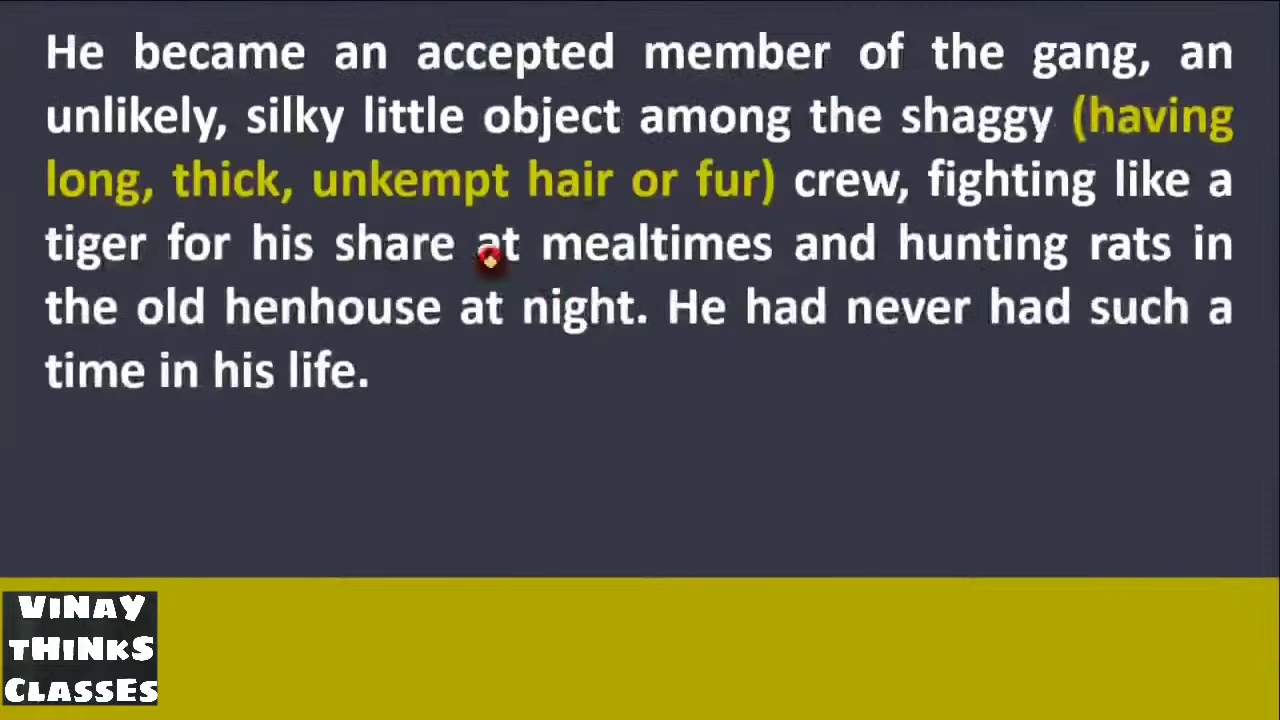 He became an accepted member of the gang, an
unlikely, silky little object among the shaggy (having
long, thick, unkempt hair or fur) crew, fighting like a
tiger for his share at mealtimes and hunting rats in
the old henhouse at night. He had never had such a
time in his life.
VINAY
THINKS
CLASSES